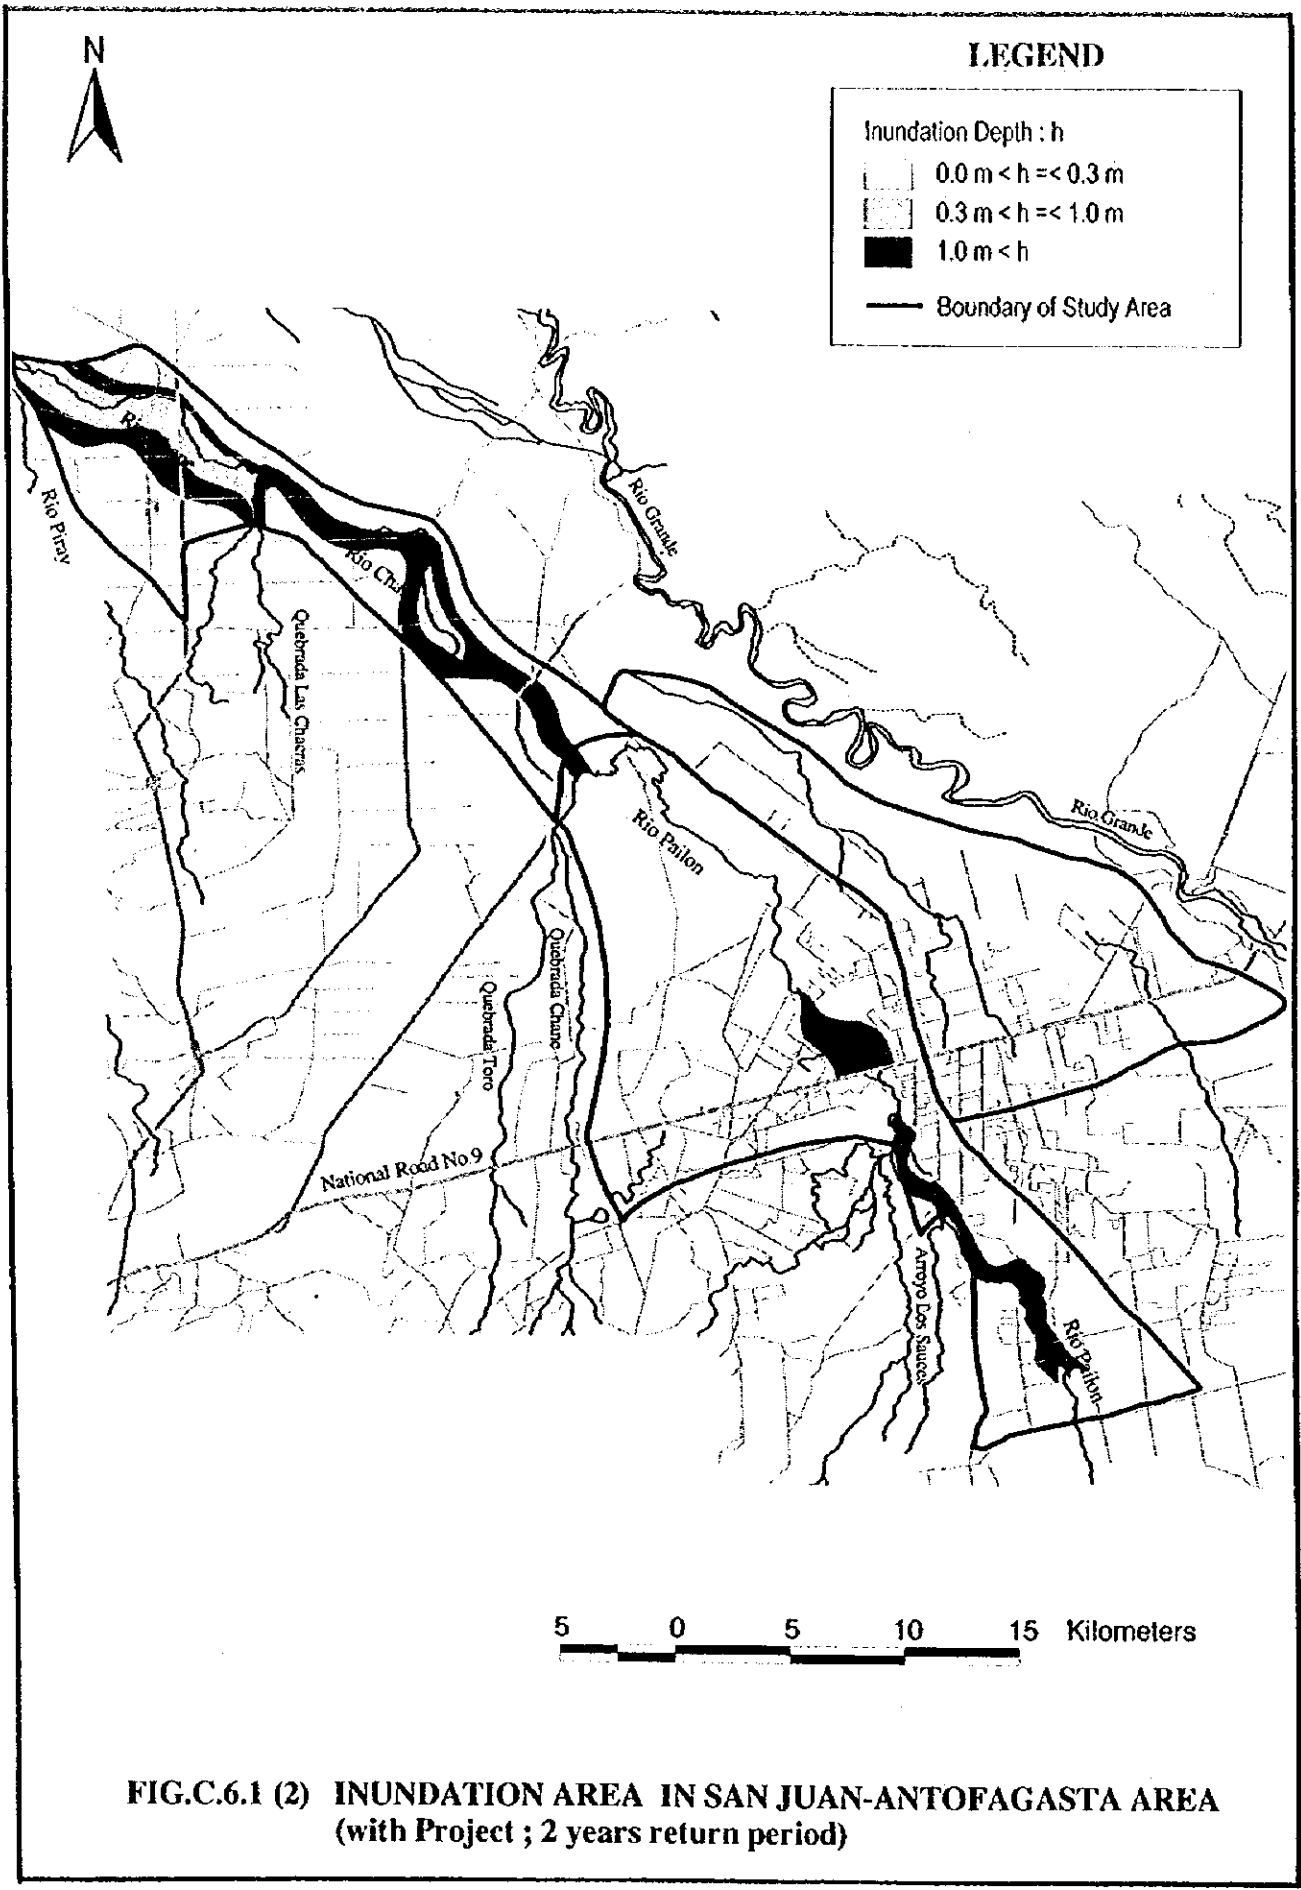 N
LEGEND
Inundation Depth : h
0.0 m < h =< 0.3 m
0.3 m < h =< 1.0 m
1.0 m < h
Boundary of Study Area
Rio Piray
Rio Grande
Rio
Quebrada Las Chacras
Rio Grande
Rio Pailon
Quebrada Chano
Quebrada Toro
National Road No.9
Arroyo Los Sauces
Rio Pailon
5 0 5 10 15 Kilometers
FIG.C.6.1 (2) INUNDATION AREA IN SAN JUAN-ANTOFAGASTA AREA
(with Project ; 2 years return period)